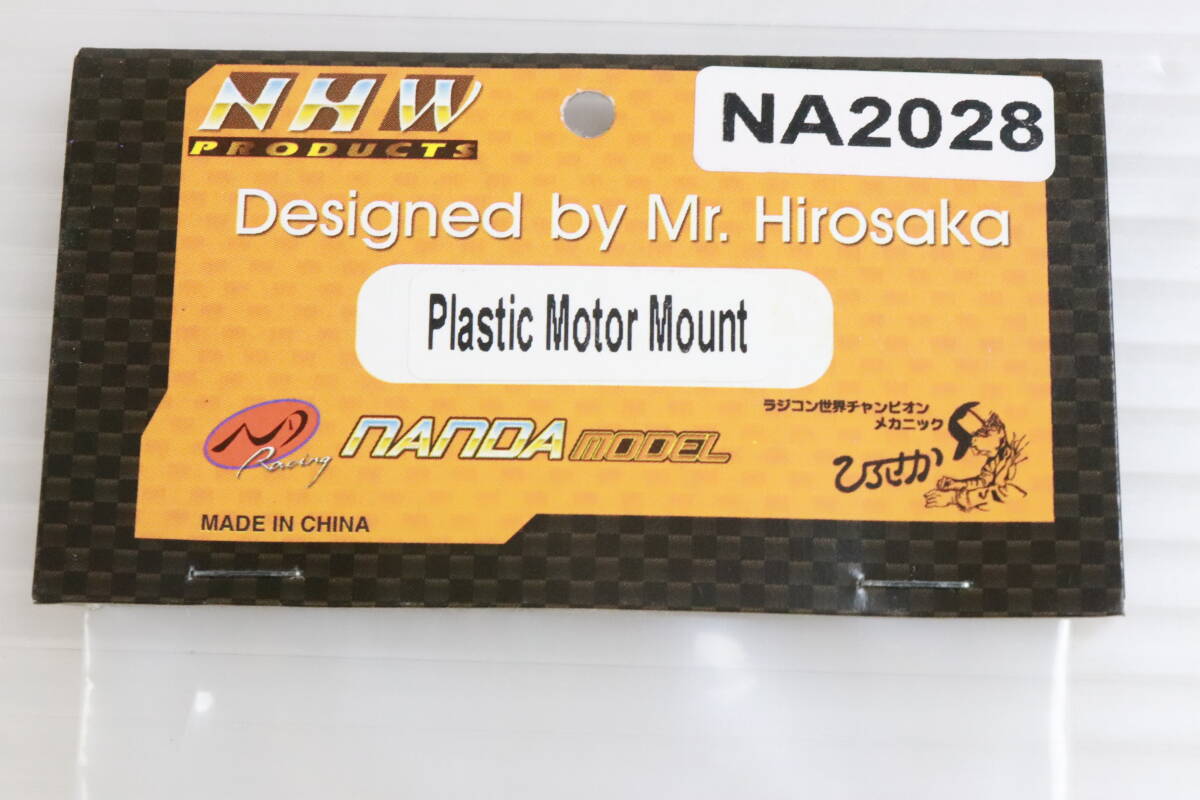 NHW
PRODUCTS
NA2028
Designed by Mr. Hirosaka
Plastic Motor Mount
Racing
NANDA MODEL
ラジコン世界チャンピオン
メカニック
ひろさか
MADE IN CHINA